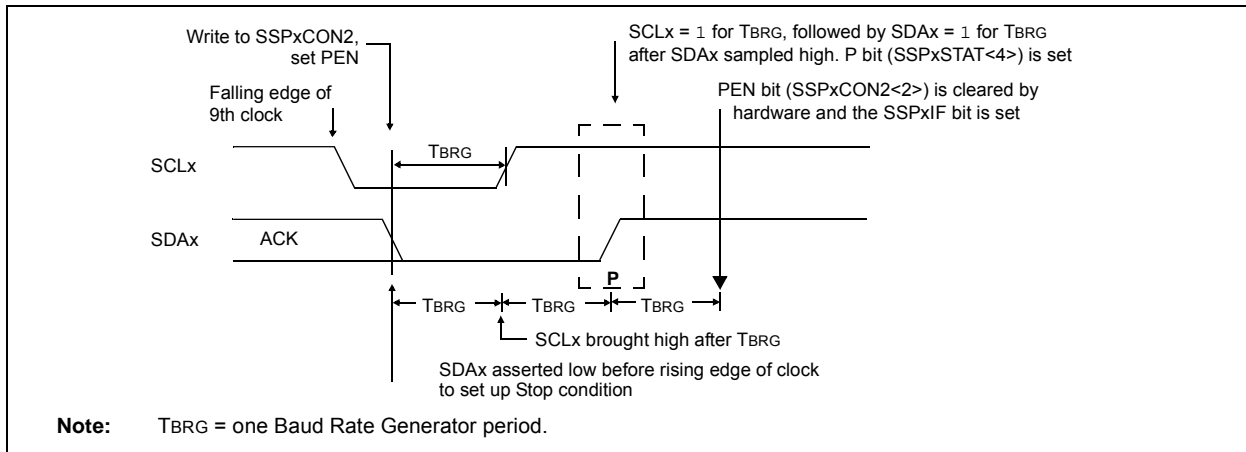 Write to SSPxCON2,
set PEN
SCLx = 1 for TBRG, followed by SDAx = 1 for TBRG
after SDAx sampled high. P bit (SSPxSTAT<4>) is set
Falling edge of
9th clock
PEN bit (SSPxCON2<2>) is cleared by
hardware and the SSPxIF bit is set
TBRG
SCLx
SDAx
ACK
P
TBRG
TBRG
TBRG
SCLx brought high after TBRG
SDAx asserted low before rising edge of clock
to set up Stop condition
Note: TBRG = one Baud Rate Generator period.